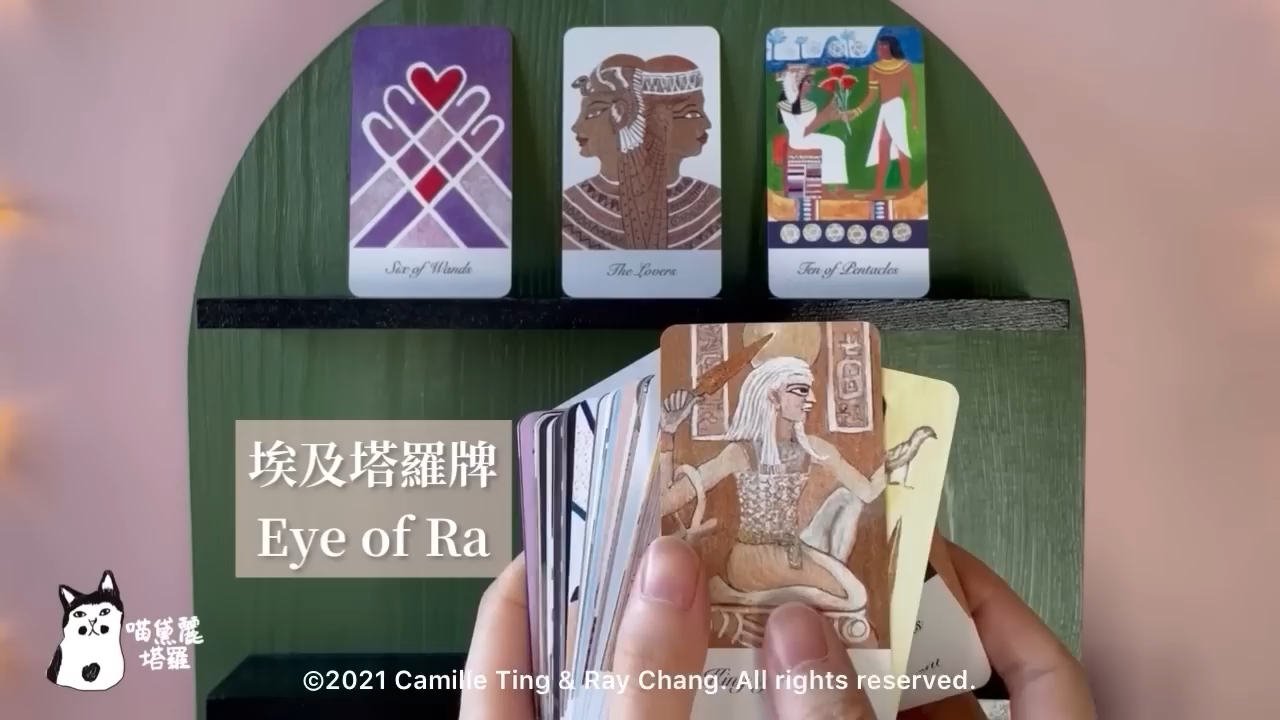 Six of Wands
The Lovers
Ten of Pentacles
埃及塔羅牌
Eye of Ra
喵黛麗
塔羅
©2021 Camille Ting & Ray Chang. All rights reserved.